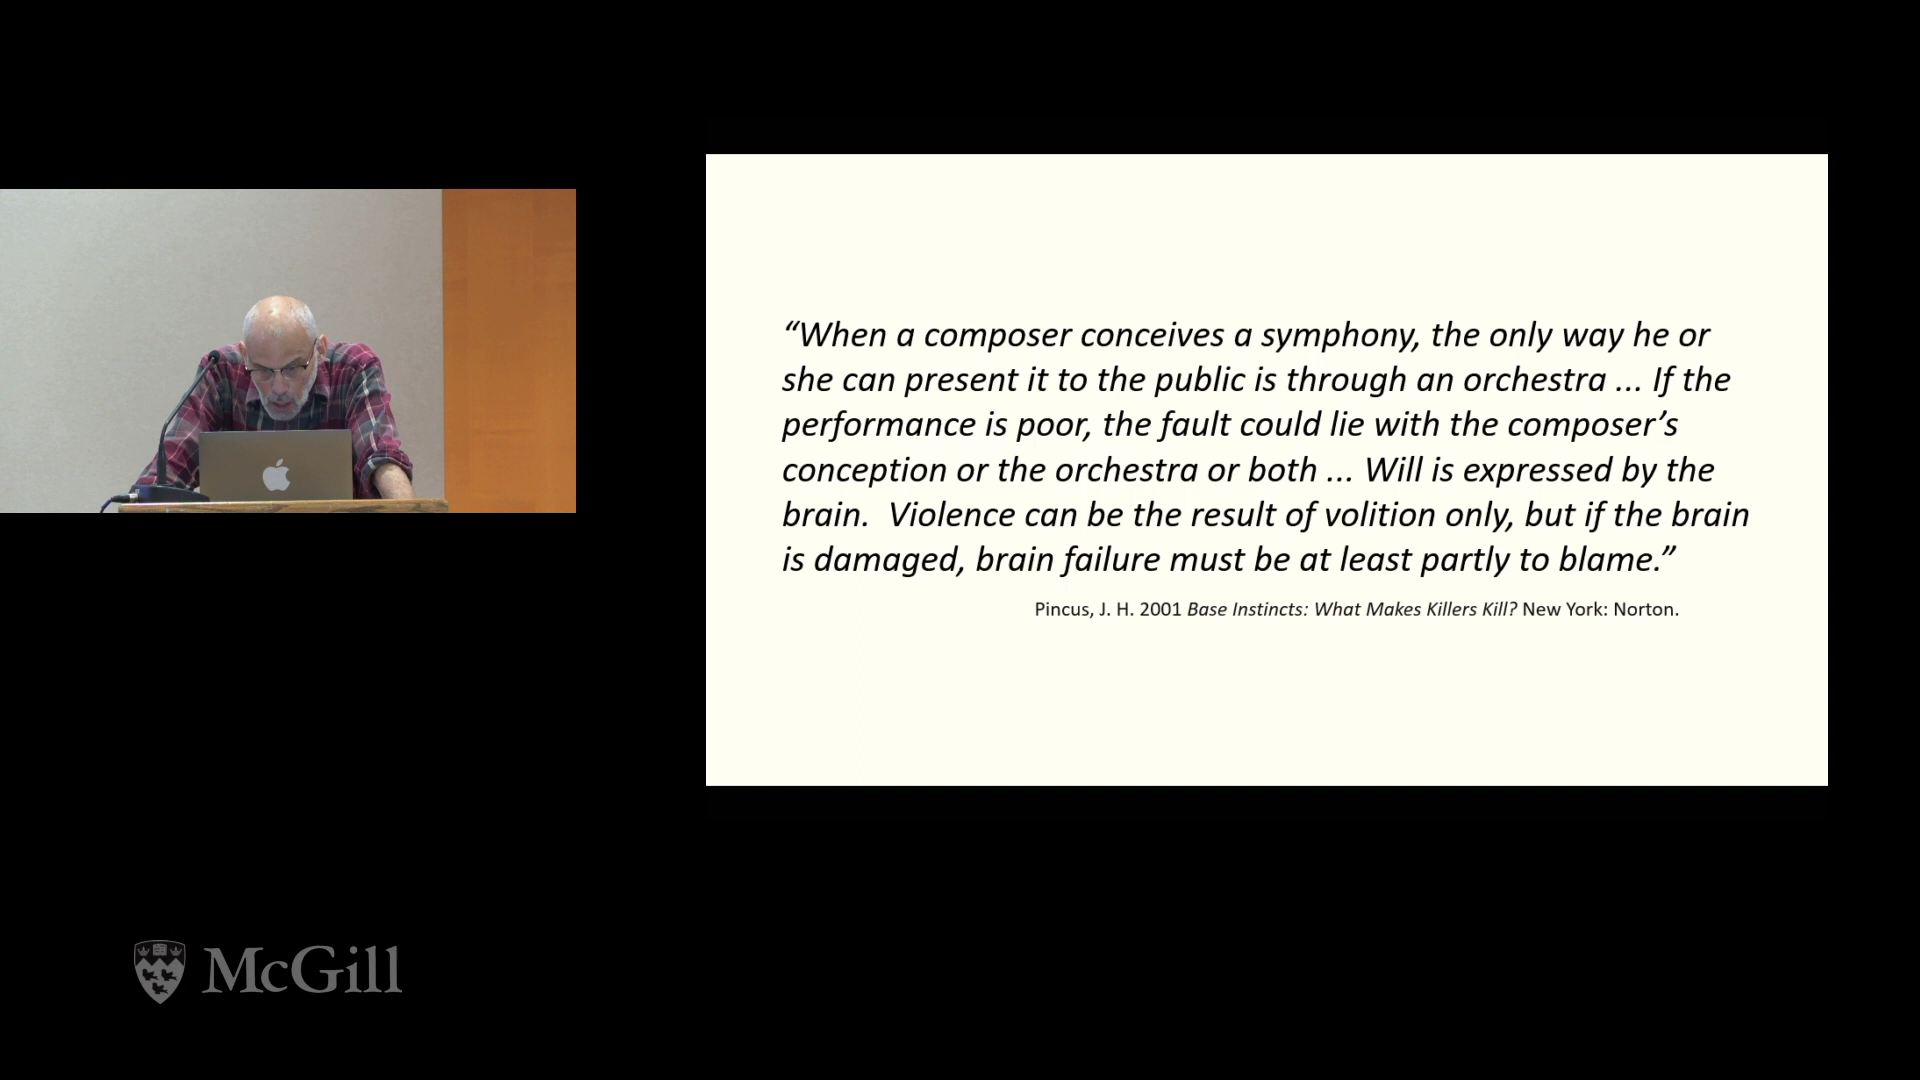 “When a composer conceives a symphony, the only way he or
she can present it to the public is through an orchestra ... If the
performance is poor, the fault could lie with the composer’s
conception or the orchestra or both ... Will is expressed by the
brain.  Violence can be the result of volition only, but if the brain
is damaged, brain failure must be at least partly to blame.”
Pincus, J. H. 2001 Base Instincts: What Makes Killers Kill? New York: Norton.
McGill